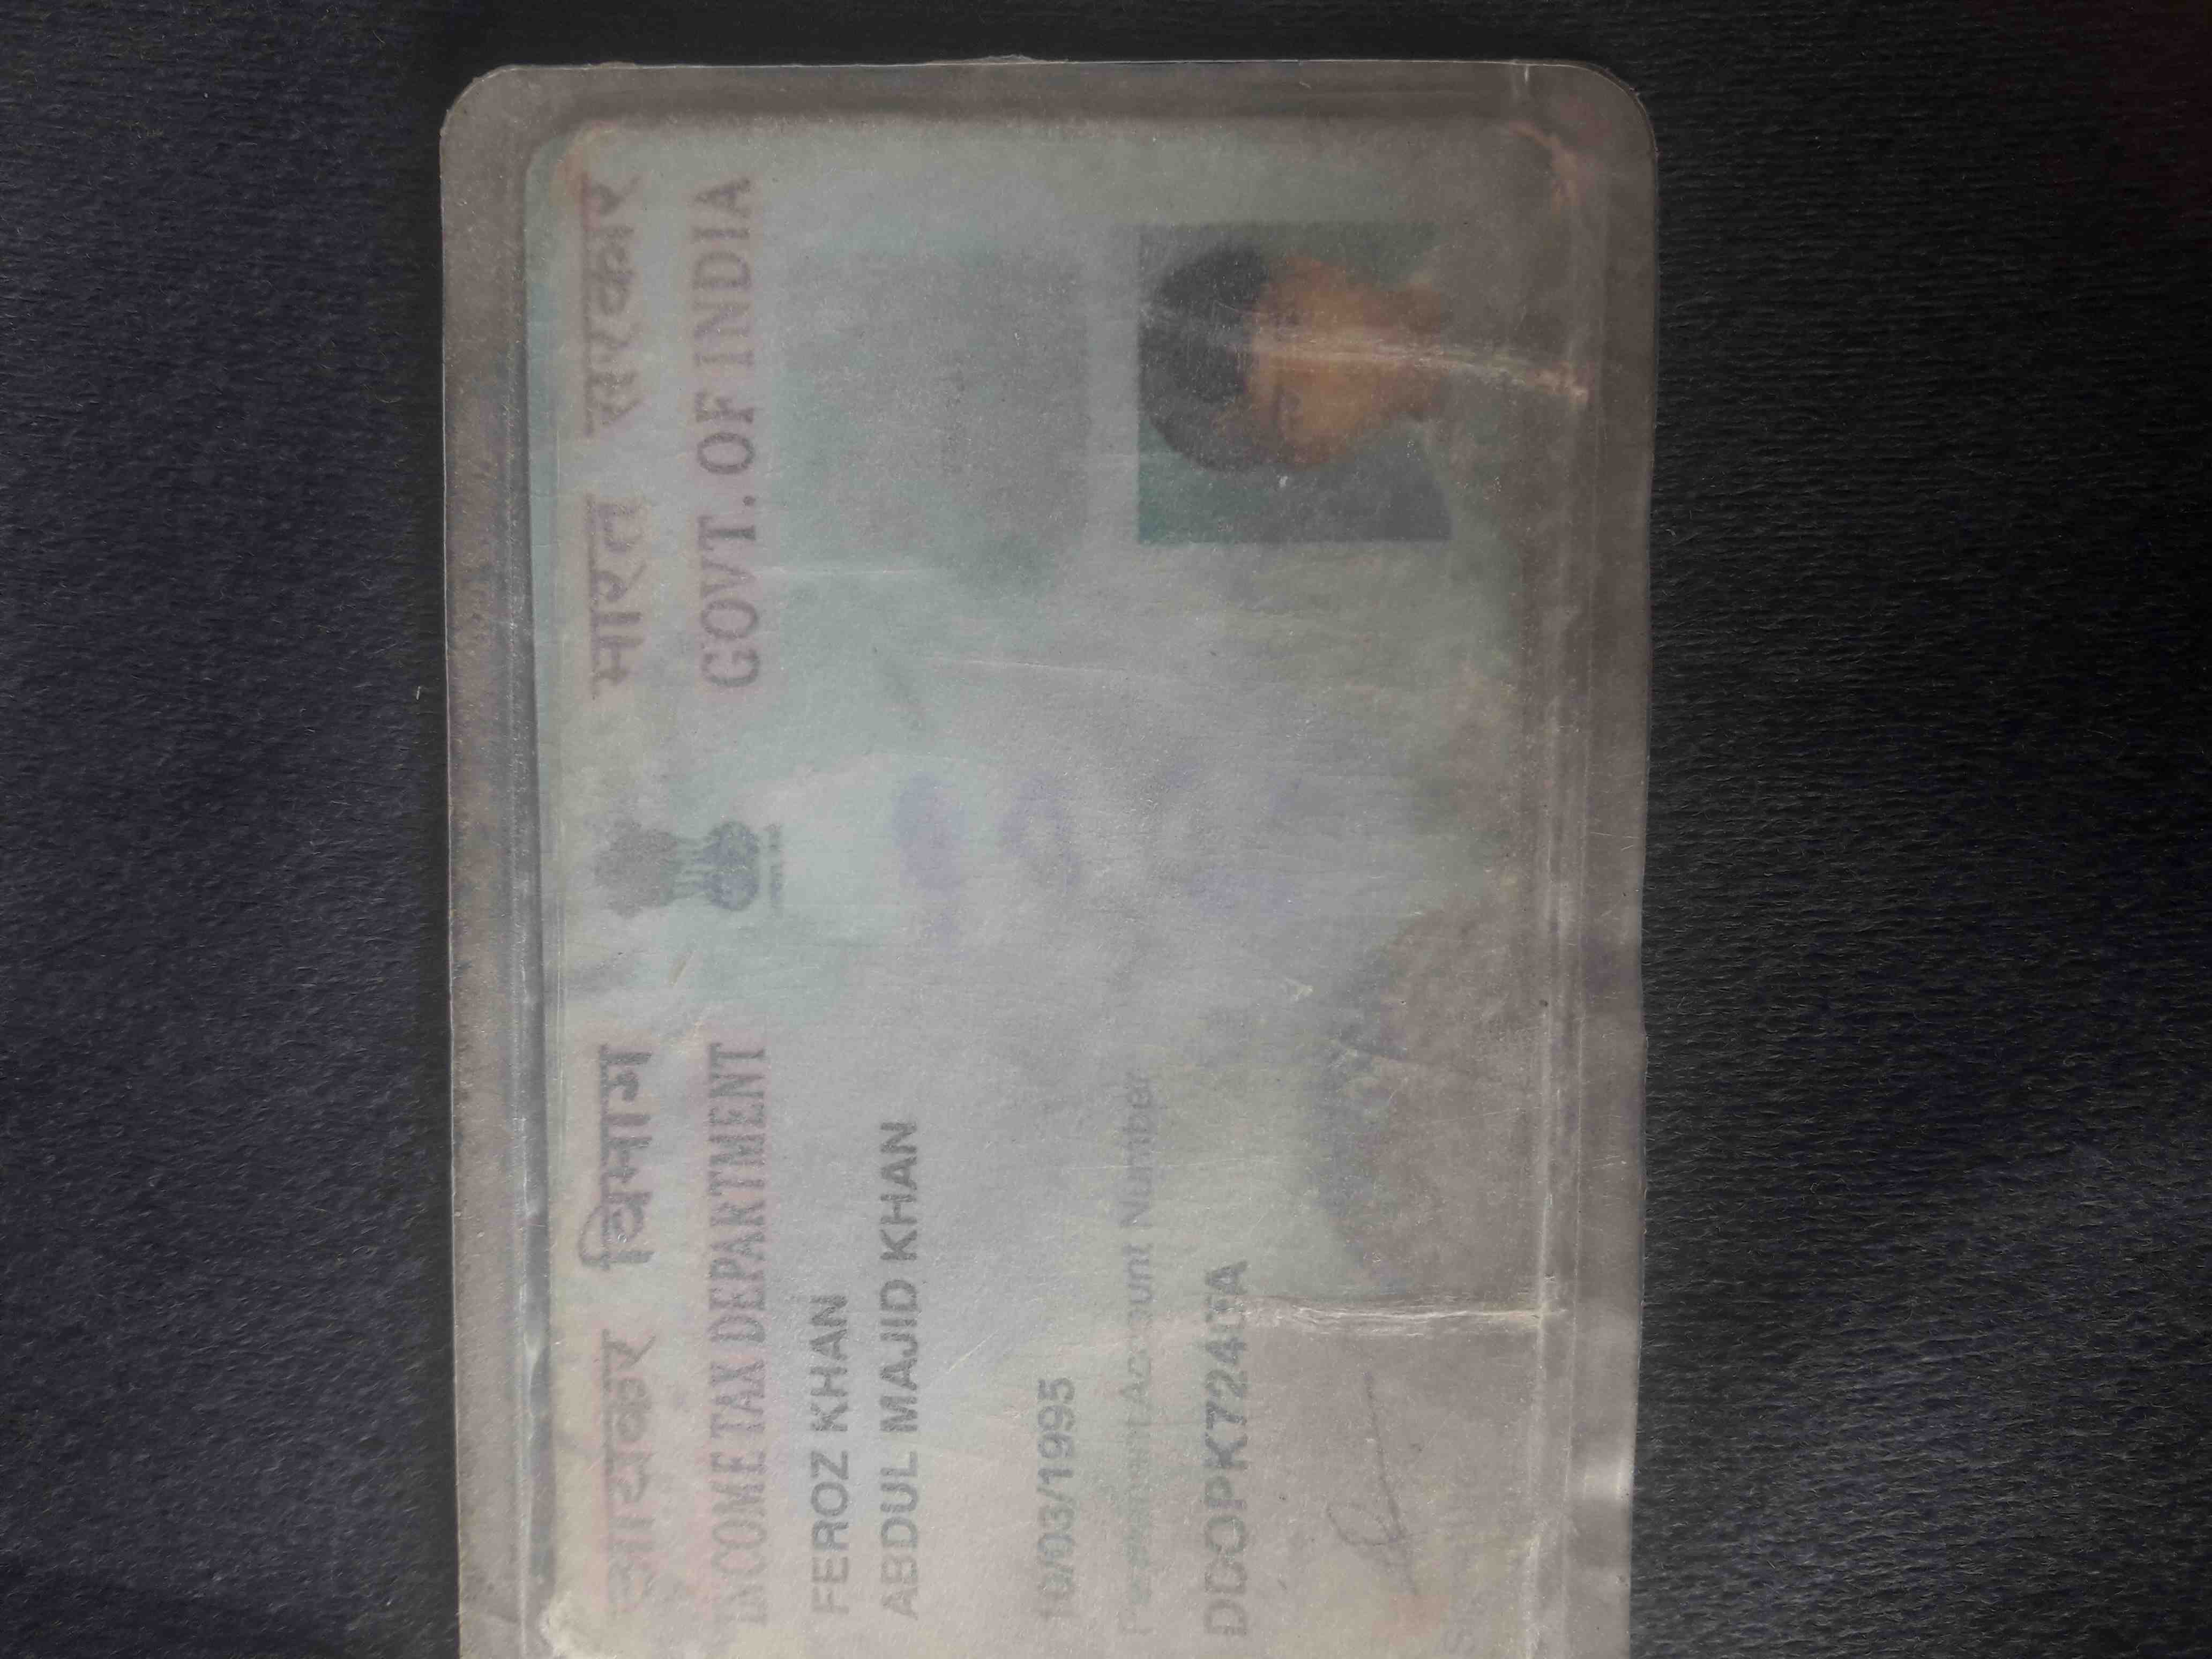 आयकर विभाग
INCOME TAX DEPARTMENT
भारत सरकार
GOVT. OF INDIA
FEROZ KHAN
ABDUL MAJID KHAN
10/03/1995
Permanent Account Number